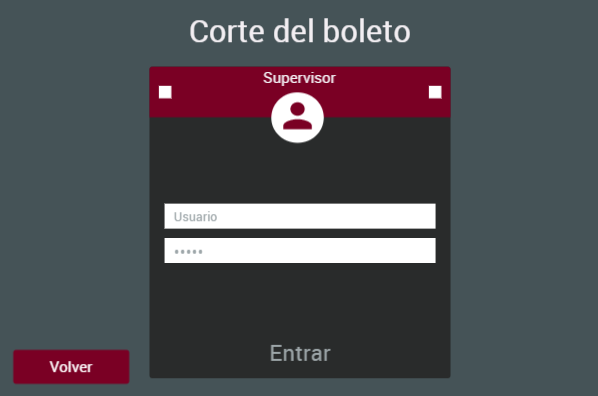 Corte del boleto
Supervisor
Usuario
•••••
Entrar
Volver